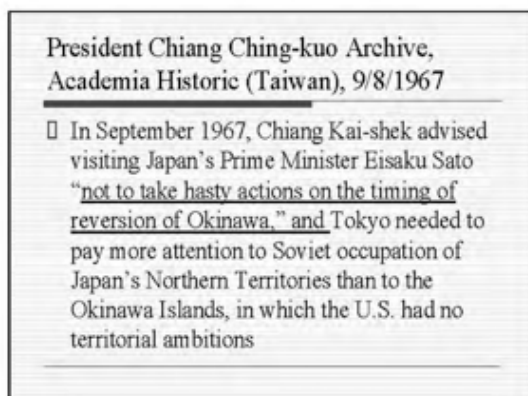 President Chiang Ching-kuo Archive,
Academia Historic (Taiwan), 9/8/1967
In September 1967, Chiang Kai-shek advised
visiting Japan's Prime Minister Eisaku Sato
"not to take hasty actions on the timing of
reversion of Okinawa," and Tokyo needed to
pay more attention to Soviet occupation of
Japan's Northern Territories than to the
Okinawa Islands, in which the U.S. had no
territorial ambitions